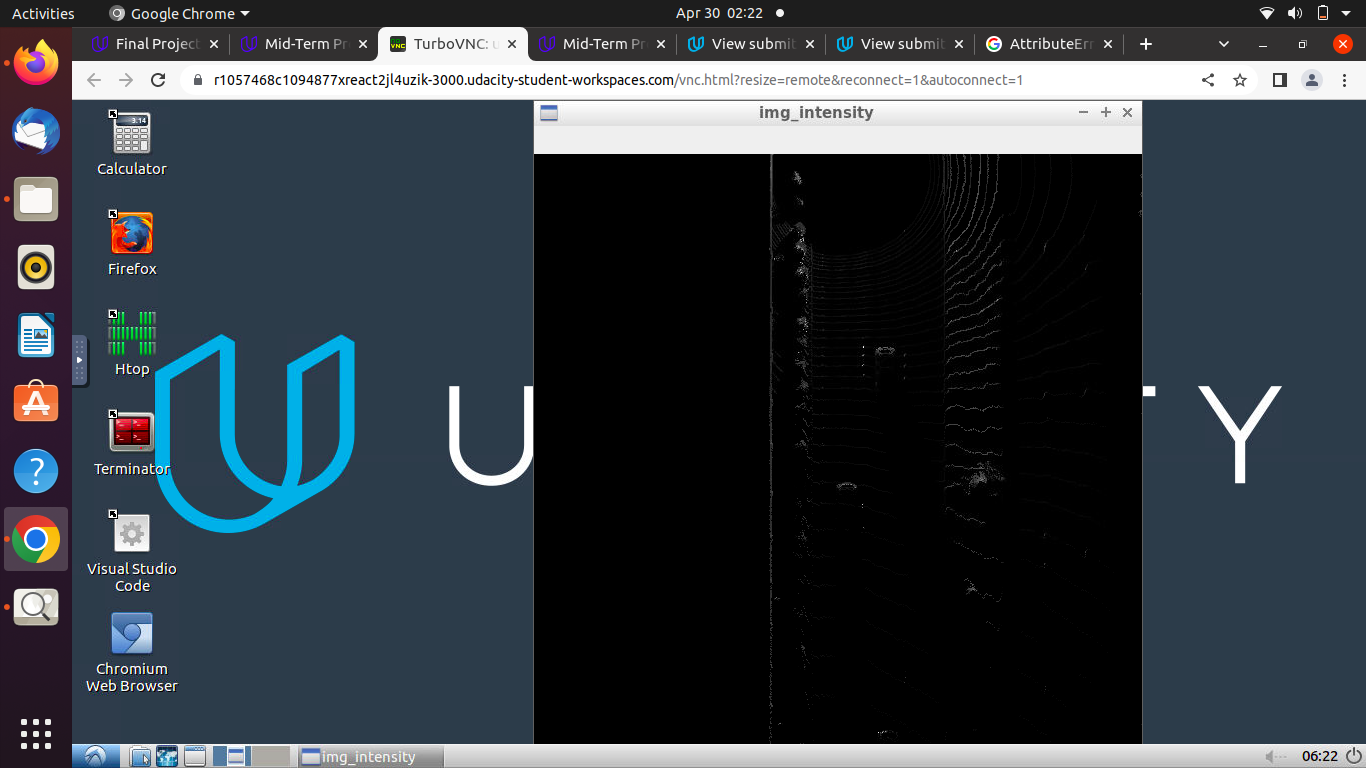 Activities
Google Chrome
Apr 30 02:22
Final Project
Mid-Term Pr
TurboVNC: u
Mid-Term Pr
View submit
View submit
AttributeErr
r1057468c1094877xreact2jl4uzik-3000.udacity-student-workspaces.com/vnc.html?resize=remote&reconnect=1&autoconnect=1
img_intensity
3.14
Calculator
Firefox
Htop
Terminator
Visual Studio
Code
Chromium
Web Browser
U
Y
img_intensity
06:22